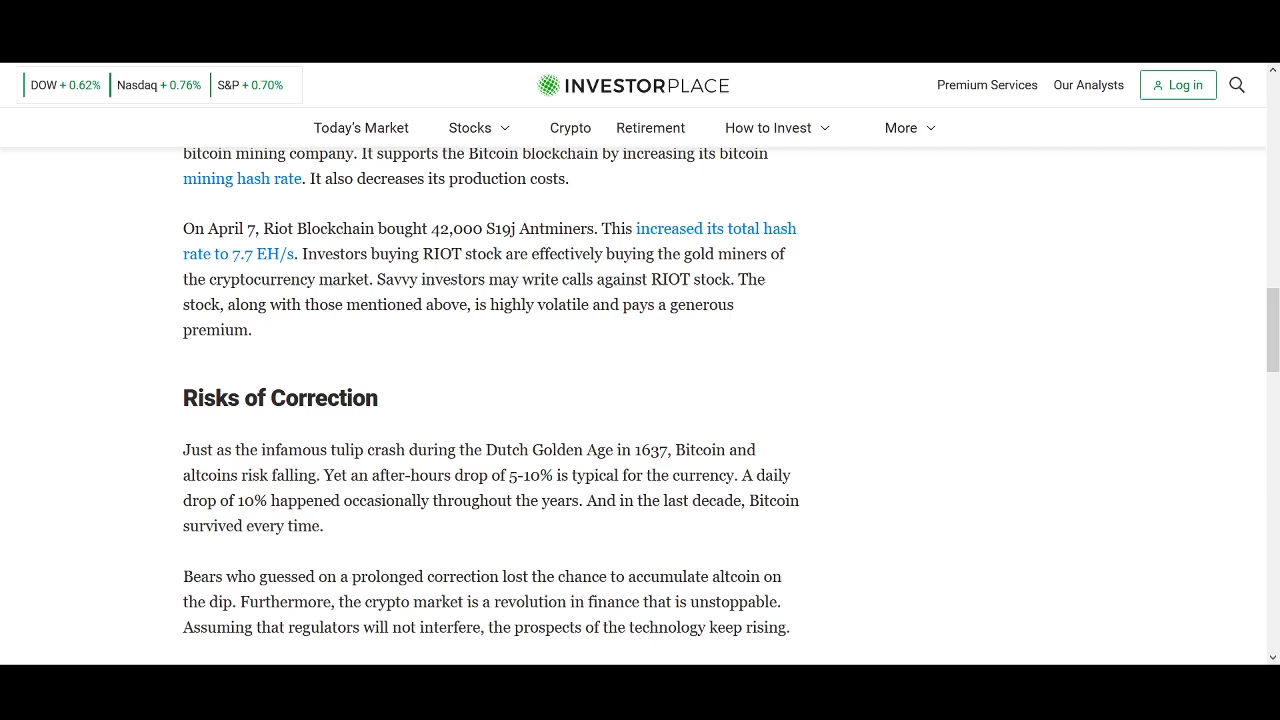 DOW + 0.62% Nasdaq + 0.76% S&P + 0.70%
INVESTORPLACE
Premium Services Our Analysts Log in
Today's Market Stocks Crypto Retirement How to Invest More
bitcoin mining company. It supports the Bitcoin blockchain by increasing its bitcoin
mining hash rate. It also decreases its production costs.
On April 7, Riot Blockchain bought 42,000 S19j Antminers. This increased its total hash
rate to 7.7 EH/s. Investors buying RIOT stock are effectively buying the gold miners of
the cryptocurrency market. Savvy investors may write calls against RIOT stock. The
stock, along with those mentioned above, is highly volatile and pays a generous
premium.
Risks of Correction
Just as the infamous tulip crash during the Dutch Golden Age in 1637, Bitcoin and
altcoins risk falling. Yet an after-hours drop of 5-10% is typical for the currency. A daily
drop of 10% happened occasionally throughout the years. And in the last decade, Bitcoin
survived every time.
Bears who guessed on a prolonged correction lost the chance to accumulate altcoin on
the dip. Furthermore, the crypto market is a revolution in finance that is unstoppable.
Assuming that regulators will not interfere, the prospects of the technology keep rising.